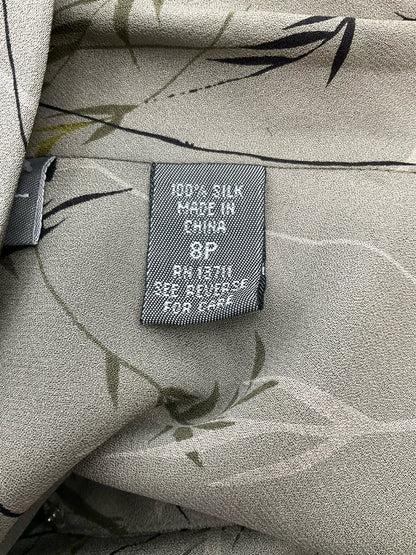 100% SILK
MADE IN
CHINA
8P
RN 13711
SEE REVERSE
FOR CARE